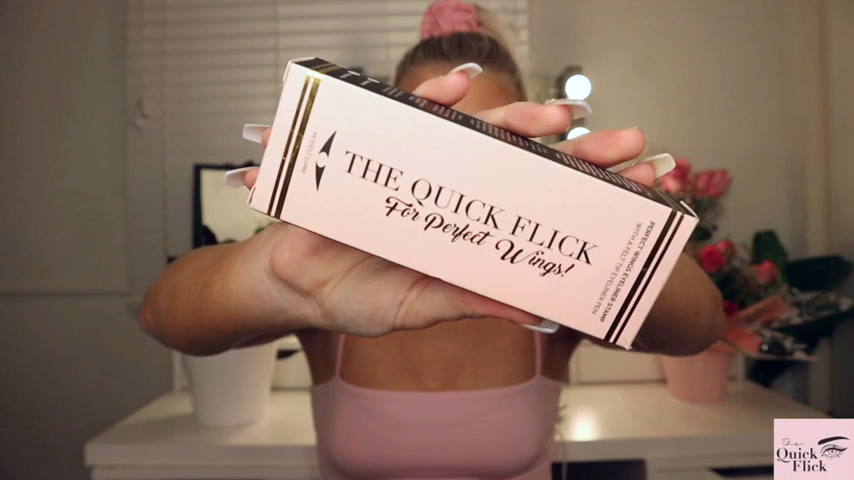 THE QUICK FLICK
For Perfect Wings!
PERFECT WINGS EYELINER STAMP
WITH A FELT TIP EYELINER PEN
The
Quick
Flick